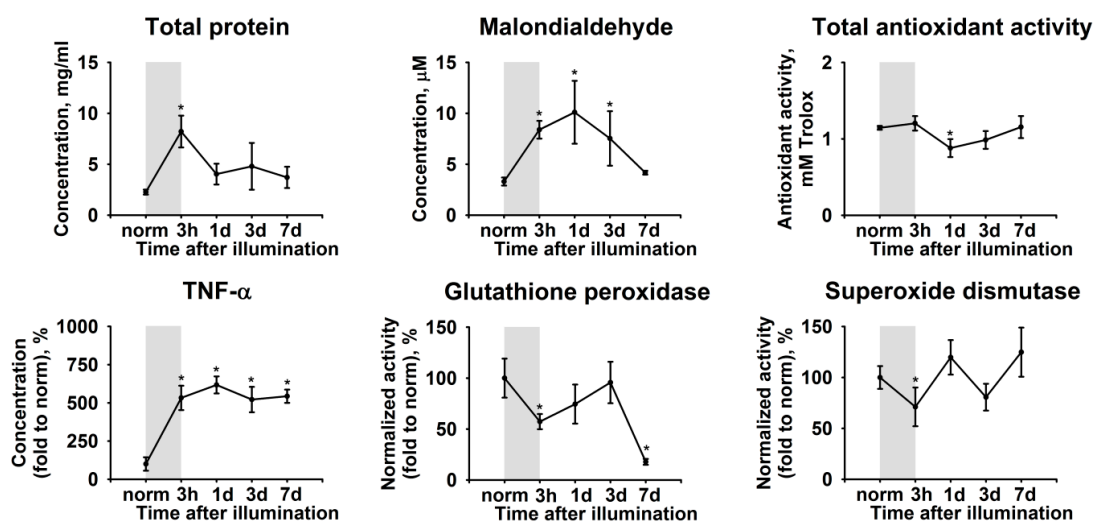 Total protein
Concentration, mg/ml
15
10
5
0
*
norm 3h 1d 3d 7d
Time after illumination
Malondialdehyde
Concentration, μM
15
10
5
0
* * *
norm 3h 1d 3d 7d
Time after illumination
Total antioxidant activity
Antioxidant activity,
mM Trolox
2
1
0
*
norm 3h 1d 3d 7d
Time after illumination
TNF-α
Concentration
(fold to norm), %
1000
750
500
250
0
* * * *
norm 3h 1d 3d 7d
Time after illumination
Glutathione peroxidase
Normalized activity
(fold to norm), %
150
100
50
0
* *
norm 3h 1d 3d 7d
Time after illumination
Superoxide dismutase
Normalized activity
(fold to norm), %
150
100
50
0
*
norm 3h 1d 3d 7d
Time after illumination